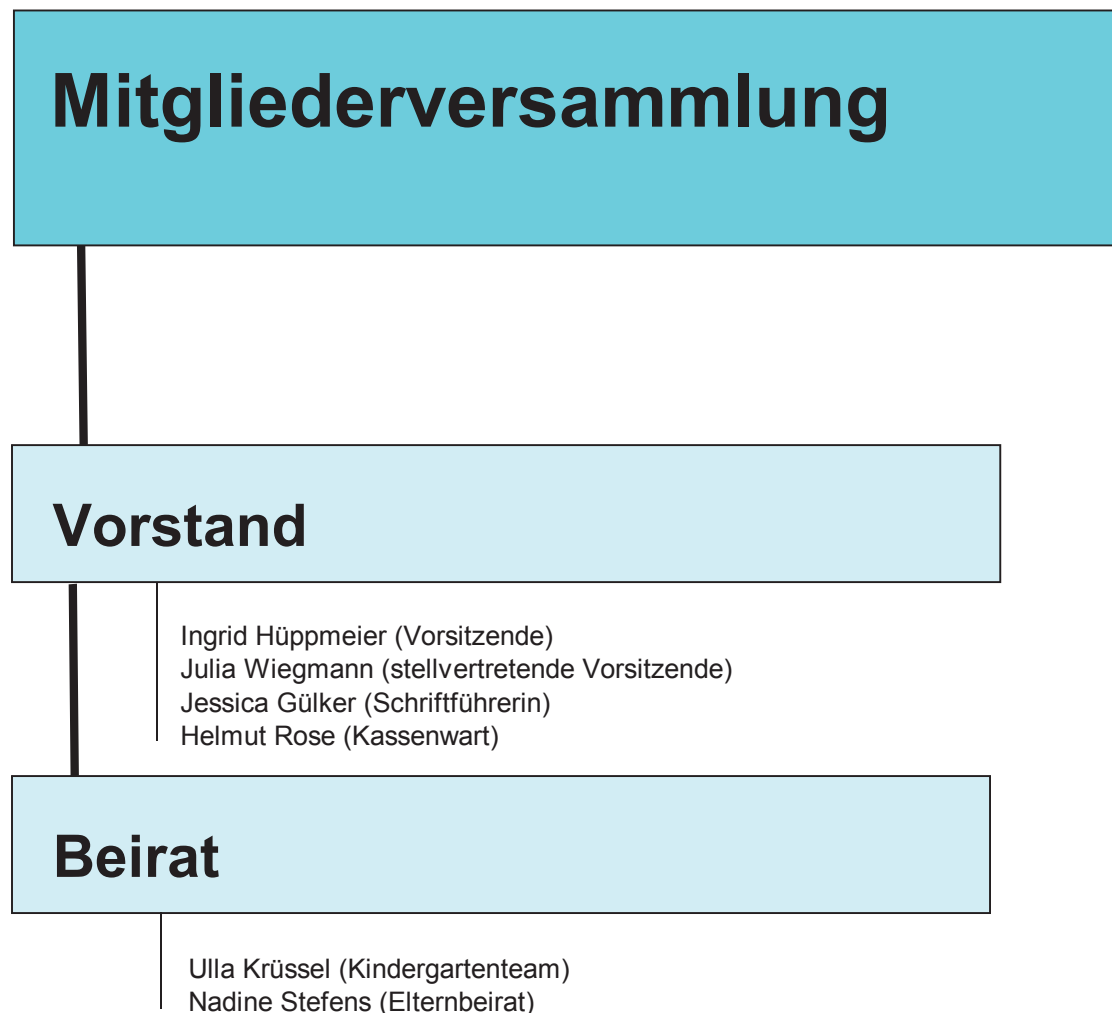 Mitgliederversammlung
Vorstand
Ingrid Hüppmeier (Vorsitzende)
Julia Wiegmann (stellvertretende Vorsitzende)
Jessica Gülker (Schriftführerin)
Helmut Rose (Kassenwart)
Beirat
Ulla Krüssel (Kindergartenteam)
Nadine Stefens (Elternbeirat)